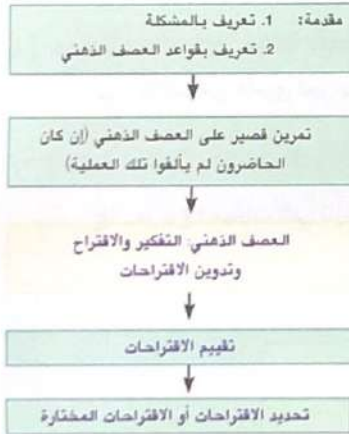 مقدمة: 1. تعريف بالمشكلة
2. تعريف بقواعد العصف الذهني
تمرين قصير على العصف الذهني (إن كان
الحاضرون لم يألفوا تلك العملية)
العصف الذهني: التفكير والاقتراح
وتدوين الاقتراحات
تقييم الاقتراحات
تحديد الاقتراحات أو الاقتراحات المختارة